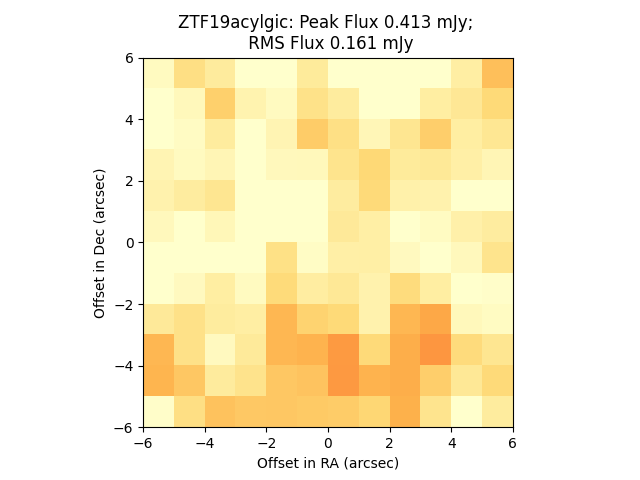 ZTF19acylgic: Peak Flux 0.413 mJy;
RMS Flux 0.161 mJy
6
4
2
0
−2
−4
−6
Offset in Dec (arcsec)
−6 −4 −2 0 2 4 6
Offset in RA (arcsec)